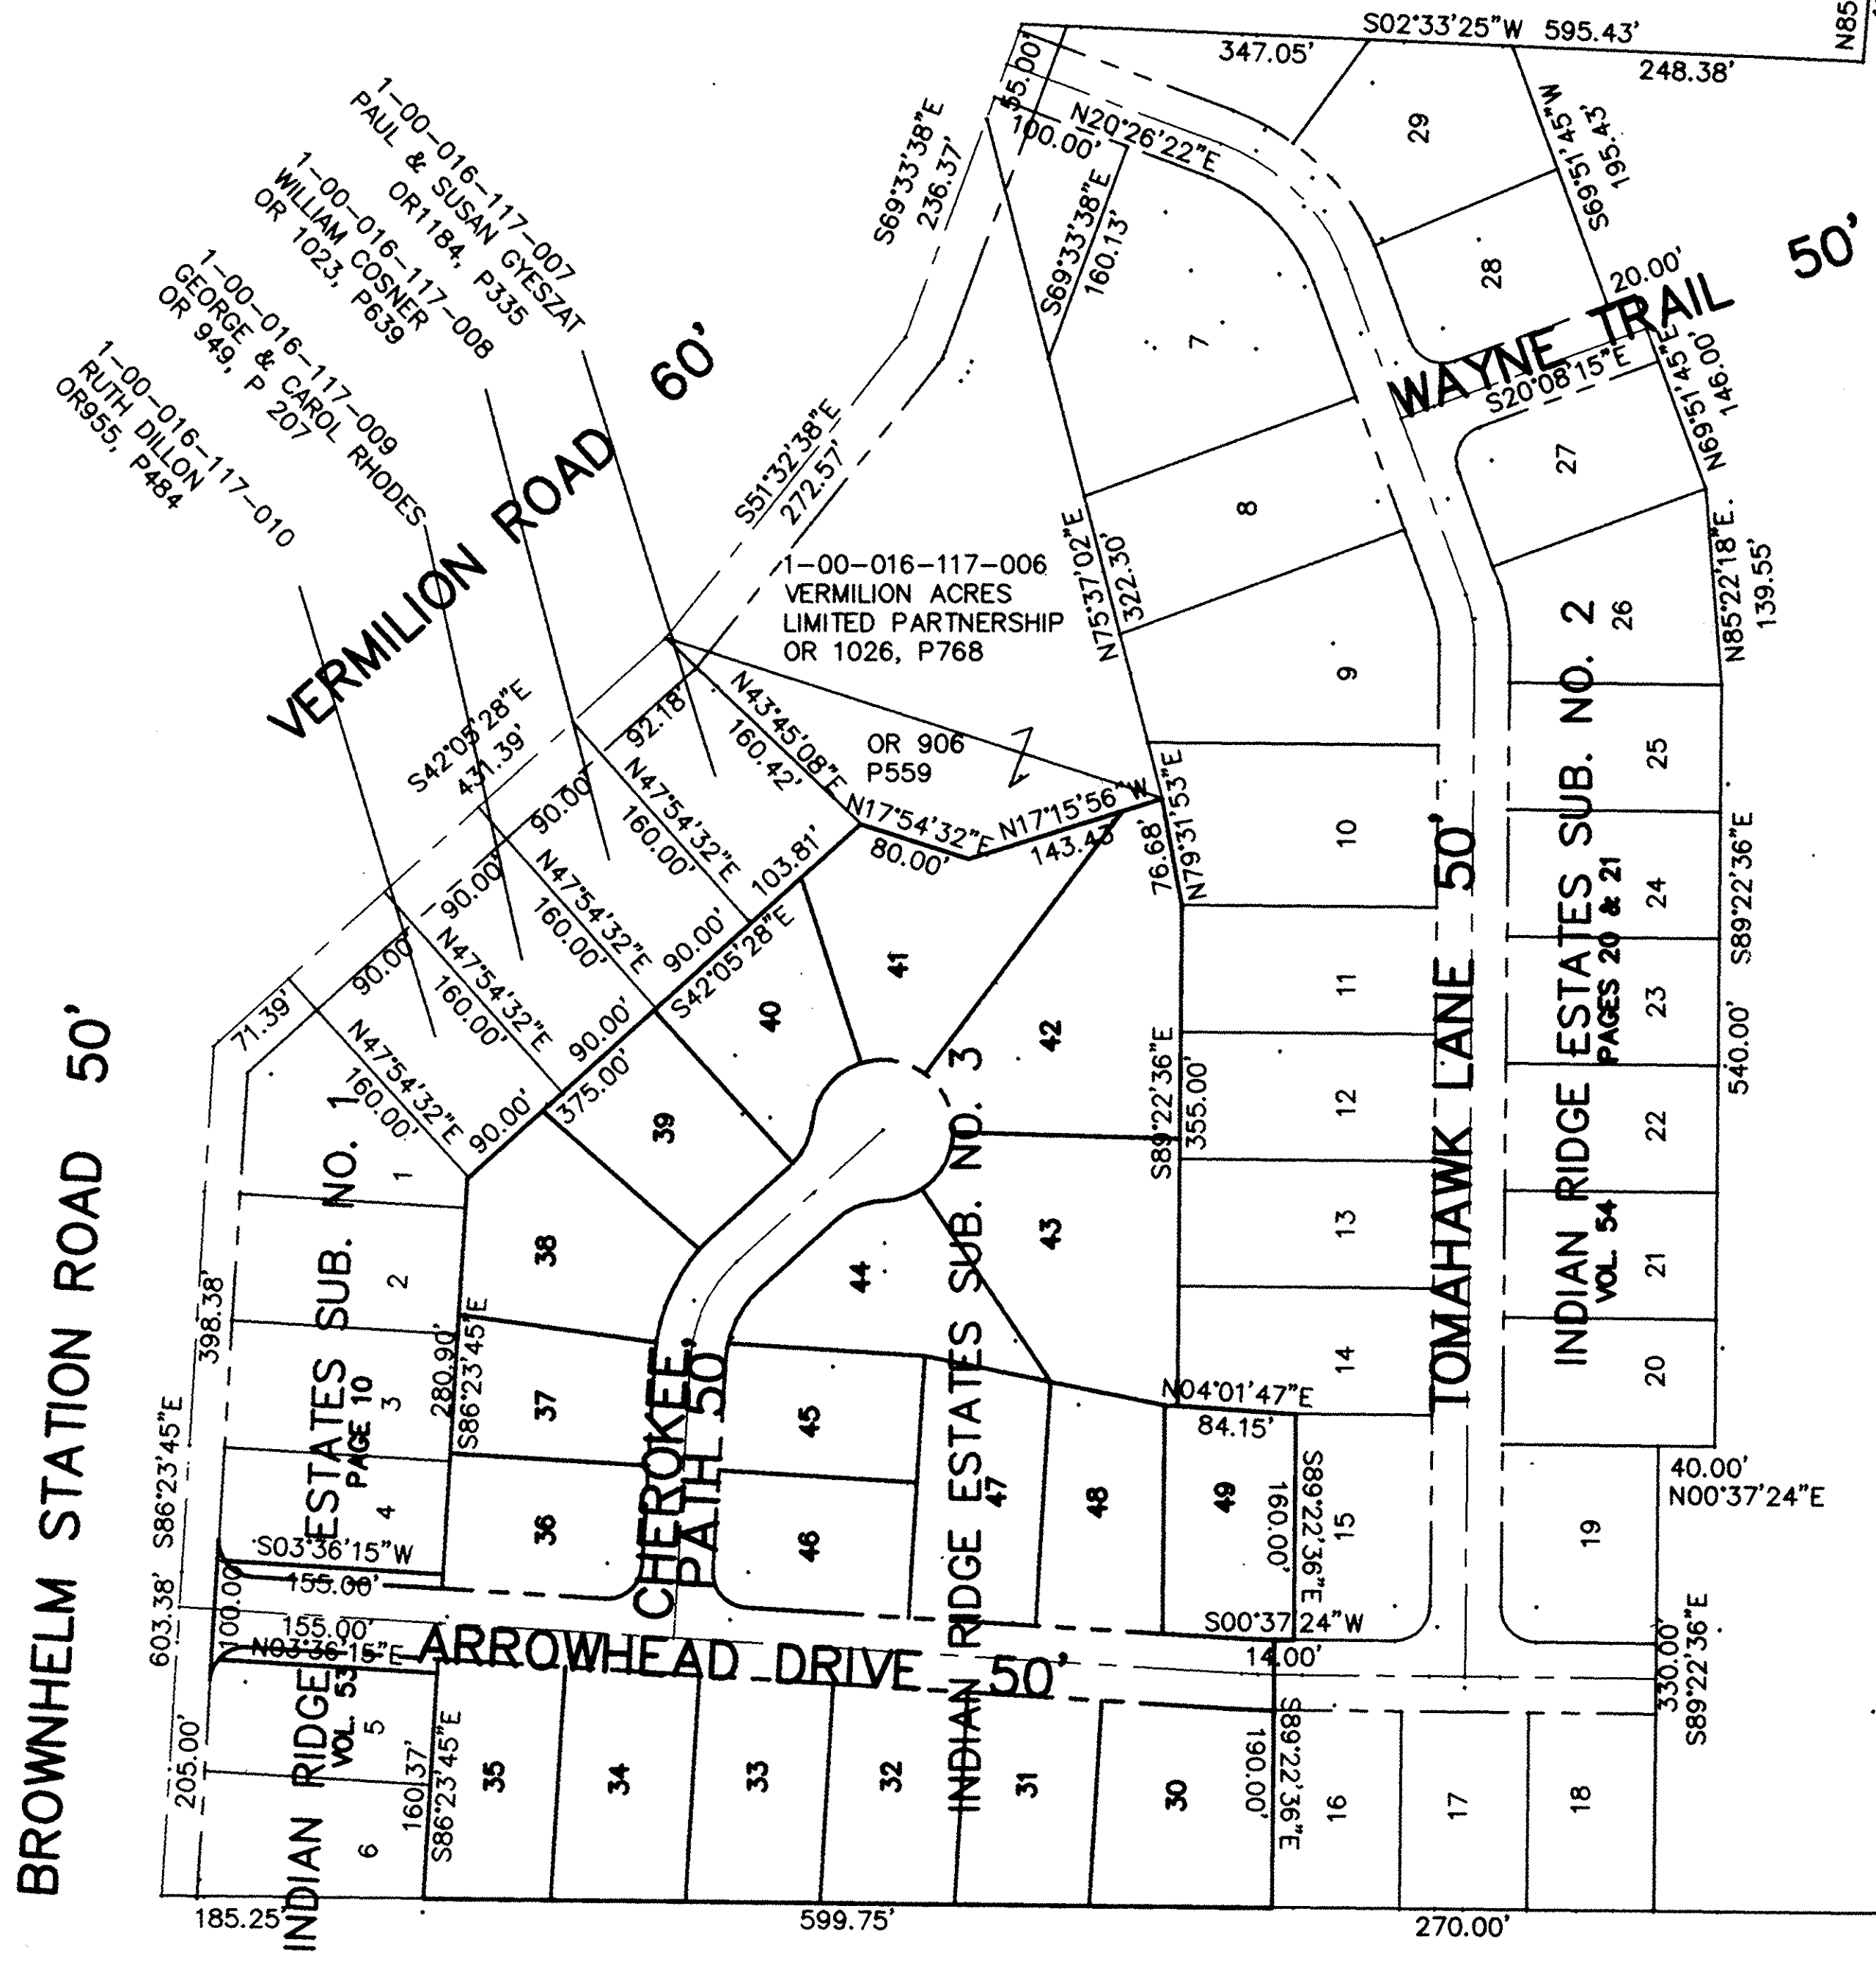 S02°33'25"W 595.43'
347.05'
248.38'
N85
55.00'
N20°26'22"E
100.00'
S69°33'38"E
236.37'
S69°33'38"E
160.13'
29
S69°51'45"W
195.43'
28
20.00'
WAYNE TRAIL 50'
S20°08'15"E
N69°51'45"E
146.00'
27
7
8
1-00-016-117-007
PAUL & SUSAN GYESZAT
OR1184, P335
1-00-016-117-008
WILLIAM COSNER
OR 1023, P639
1-00-016-117-009
GEORGE & CAROL RHODES
OR 949, P 207
1-00-016-117-010
RUTH DILLON
OR955, P484
VERMILION ROAD 60'
S51°32'38"E
272.57'
1-00-016-117-006
VERMILION ACRES
LIMITED PARTNERSHIP
OR 1026, P768
N75°37'02"E
322.30'
N85°22'18"E
139.55'
26
9
S42°05'28"E
431.39'
92.18'
N43°45'08"E
160.42'
OR 906
P559
N17°54'32"E
80.00'
N17°15'56"W
143.43'
76.68'
N79°31'53"E
90.00'
N47°54'32"E
160.00'
103.81'
90.00'
N47°54'32"E
160.00'
90.00'
S42°05'28"E
90.00'
N47°54'32"E
160.00'
90.00'
375.00'
71.39'
N47°54'32"E
160.00'
90.00'
BROWNHELM STATION ROAD 50'
398.38'
S86°23'45"E
603.38'
205.00'
INDIAN RIDGE ESTATES SUB. NO. 1
VOL. 53 PAGE 10
1
2
3
4
5
6
280.90'
S86°23'45"E
S03°36'15"W
155.00'
100.00'
155.00'
N03°36'15"E
160.37'
S86°23'45"E
185.25'
ARROWHEAD DRIVE 50'
CHEROKEE
PATH 50'
INDIAN RIDGE ESTATES SUB. NO. 3
41
40
42
39
38
43
44
37
45
36
46
47
48
49
35
34
33
32
31
30
599.75'
S89°22'36"E
355.00'
N04°01'47"E
84.15'
S89°22'36"E
160.00'
S00°37'24"W
14.00'
S89°22'36"E
190.00'
TOMAHAWK LANE 50'
10
11
12
13
14
15
16
17
18
19
20
21
22
23
24
25
INDIAN RIDGE ESTATES SUB. NO. 2
VOL. 54 PAGES 20 & 21
S89°22'36"E
540.00'
40.00'
N00°37'24"E
330.00'
S89°22'36"E
270.00'